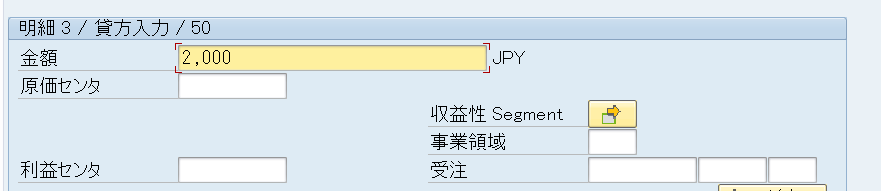 明細 3 / 貸方入力 / 50
金額 2,000 JPY
原価センタ
収益性 Segment
事業領域
利益センタ 受注